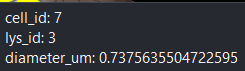 cell_id: 7
lys_id: 3
diameter_um: 0.7375635504722595